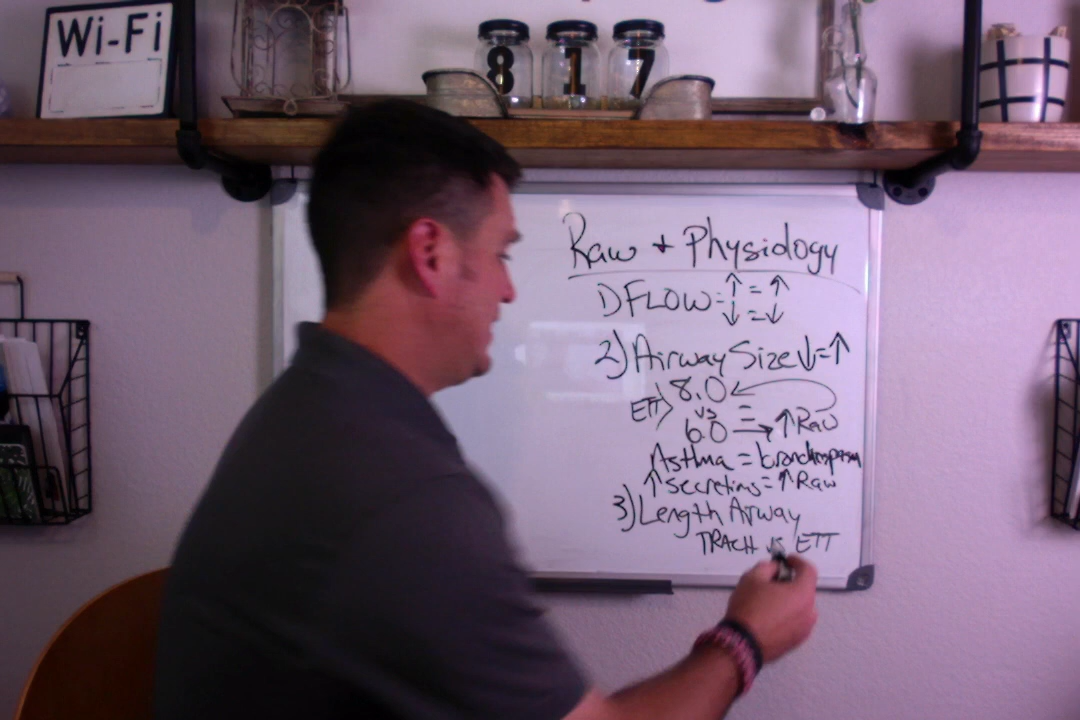 Wi-Fi
8 1 7
Raw + Physiology
1) FLOW = ↑ = ↑
↓ = ↓
2) Airway Size ↓ = ↑
ETT > 8.0
vs =
6.0 → ↑ Raw
Asthma = bronchospasm
↑ secretions = ↑ Raw
3) Length Airway
TRACH vs ETT